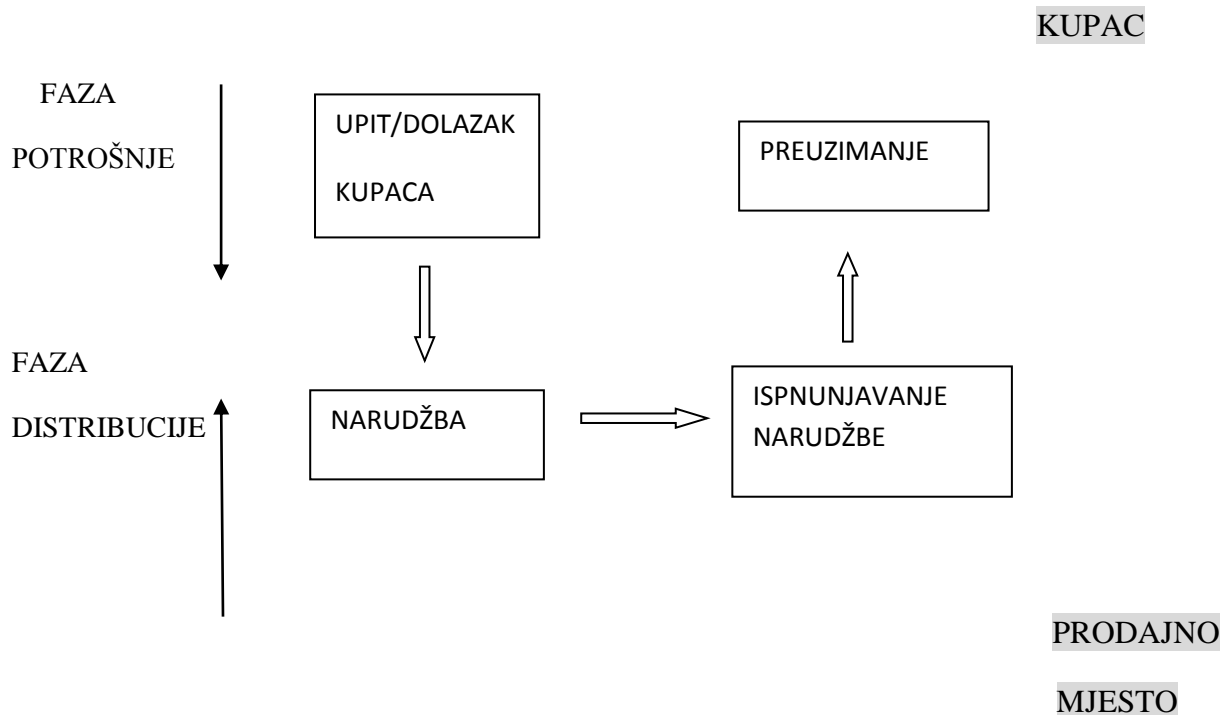 KUPAC
FAZA
POTROŠNJE
UPIT/DOLAZAK
KUPACA
PREUZIMANJE
FAZA
DISTRIBUCIJE
NARUDŽBA
ISPNUNJAVANJE
NARUDŽBE
PRODAJNO
MJESTO